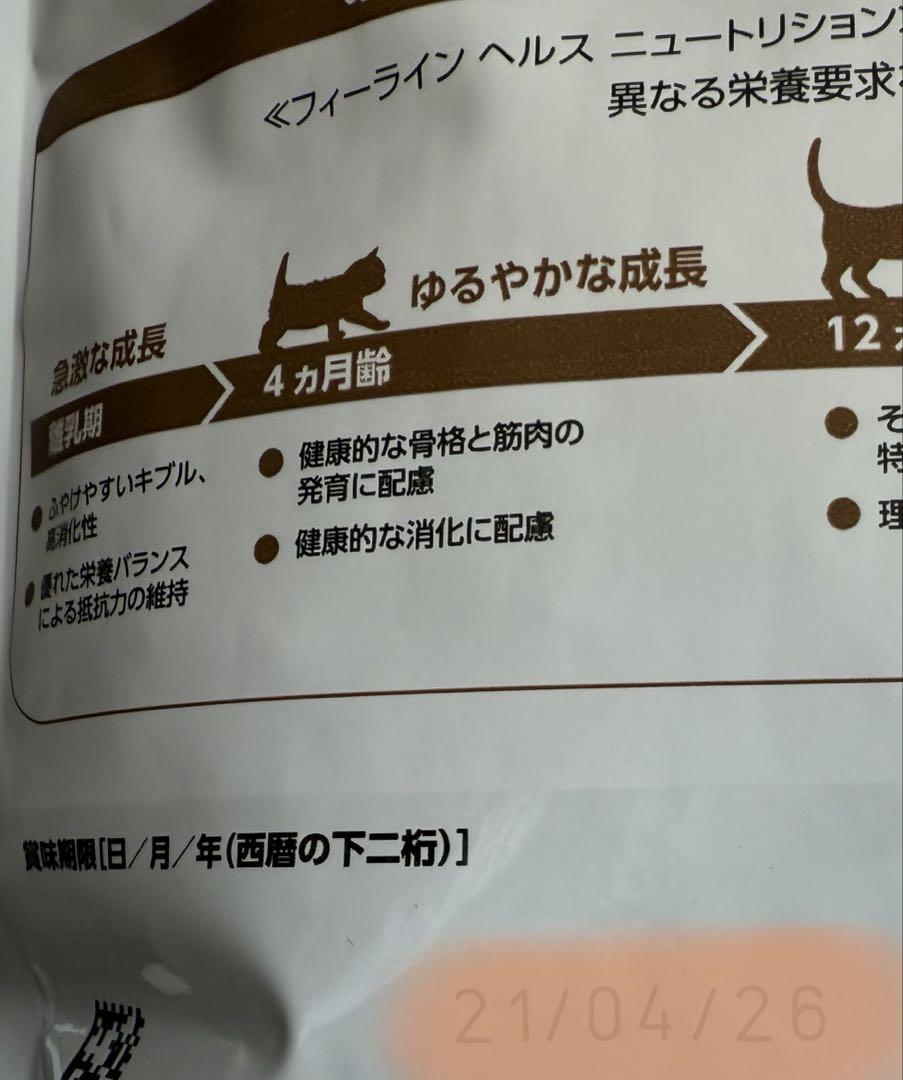 ≪フィーライン ヘルス ニュートリション
異なる栄養要求
急激な成長
ゆるやかな成長
離乳期
4ヵ月齢
12
● ふやけやすいキブル、
高消化性
● 優れた栄養バランス
による抵抗力の維持
● 健康的な骨格と筋肉の
発育に配慮
● 健康的な消化に配慮
● そ
特
● 理
賞味期限[日/月/年(西暦の下二桁)]
21/04/26